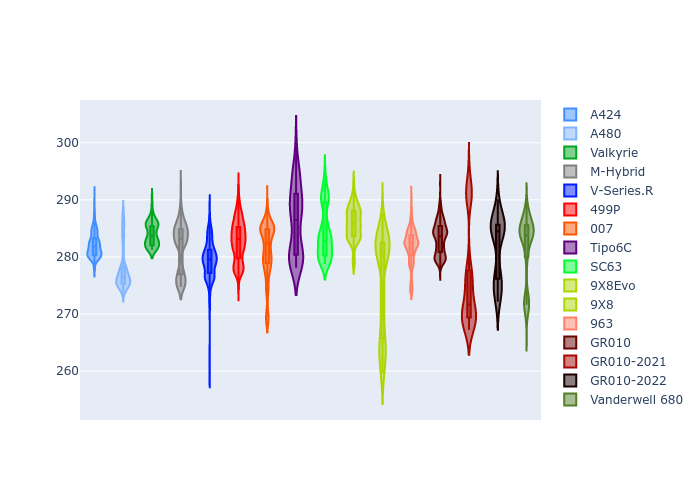 300
290
280
270
260
A424
A480
Valkyrie
M-Hybrid
V-Series.R
499P
007
Tipo6C
SC63
9X8Evo
9X8
963
GR010
GR010-2021
GR010-2022
Vanderwell 680